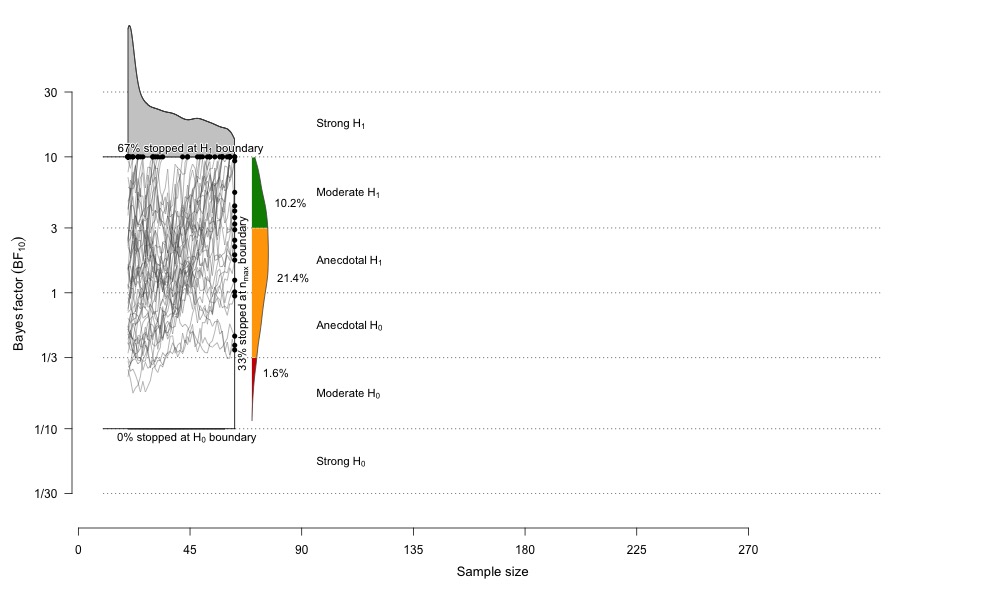 30
Strong H₁
67% stopped at H₁ boundary
10
Moderate H₁
10.2%
3
Anecdotal H₁
21.4%
33% stopped at nmax boundary
1
Bayes factor (BF₁₀)
Anecdotal H₀
1/3
1.6%
Moderate H₀
1/10
0% stopped at H₀ boundary
Strong H₀
1/30
0 45 90 135 180 225 270
Sample size